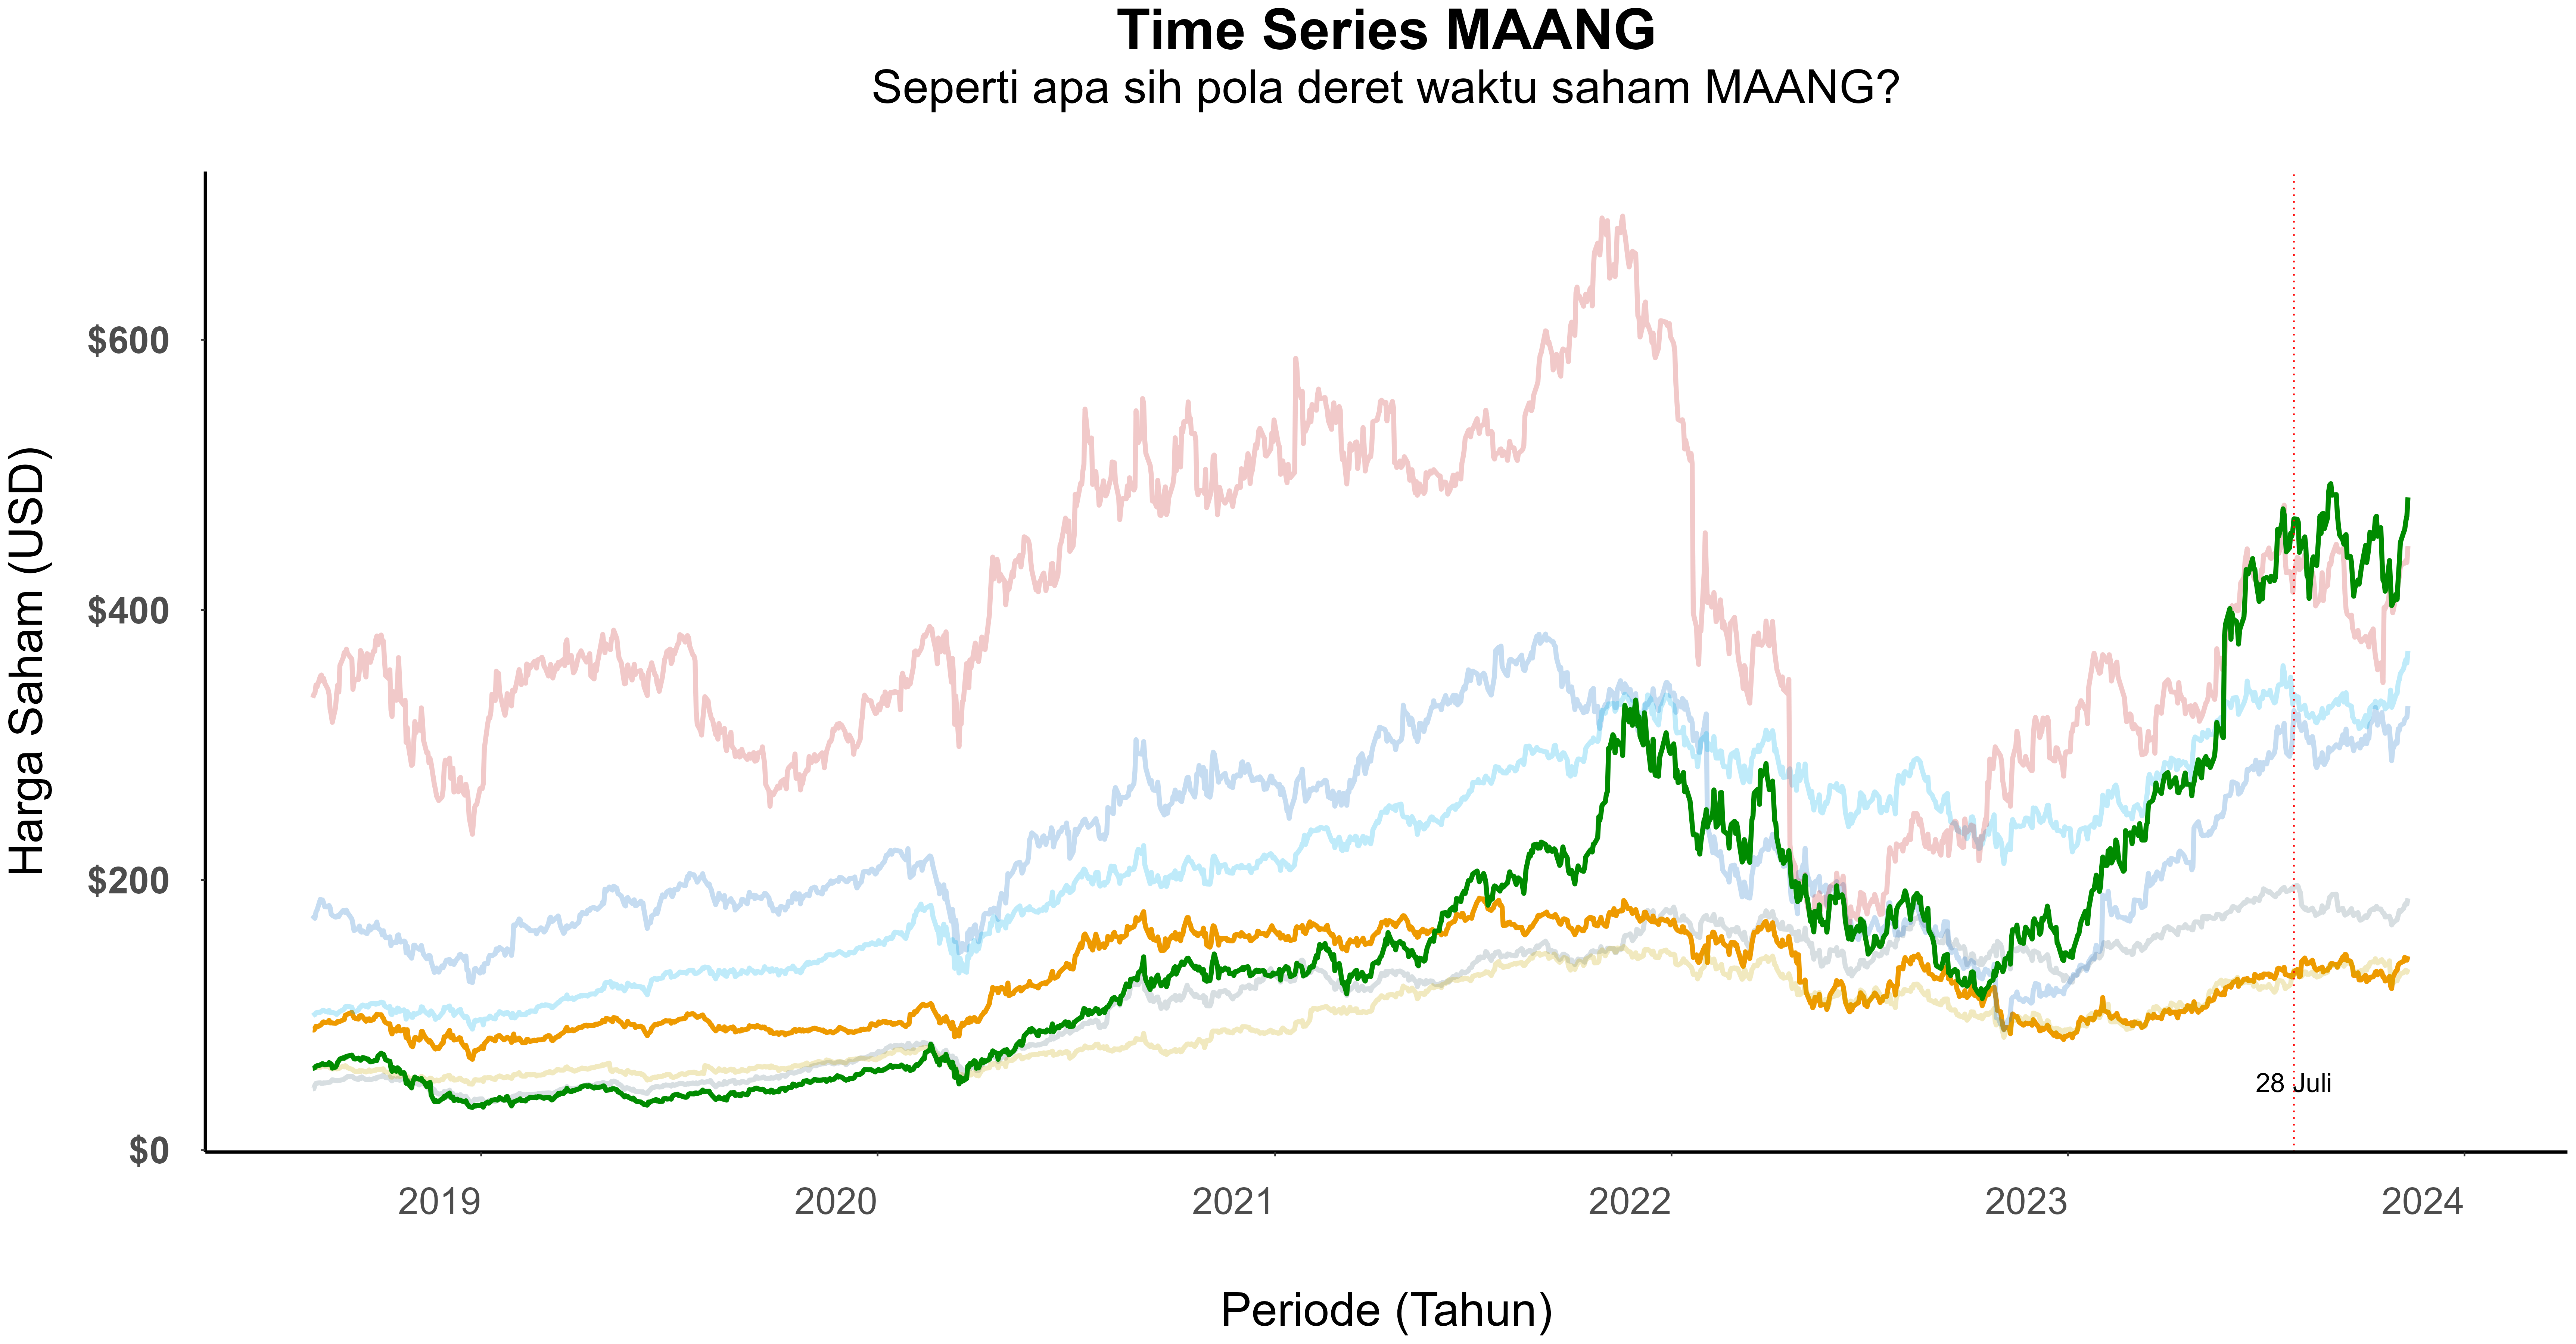 Time Series MAANG
Seperti apa sih pola deret waktu saham MAANG?
Harga Saham (USD)
$600
$400
$200
$0
28 Juli
2019 2020 2021 2022 2023 2024
Periode (Tahun)